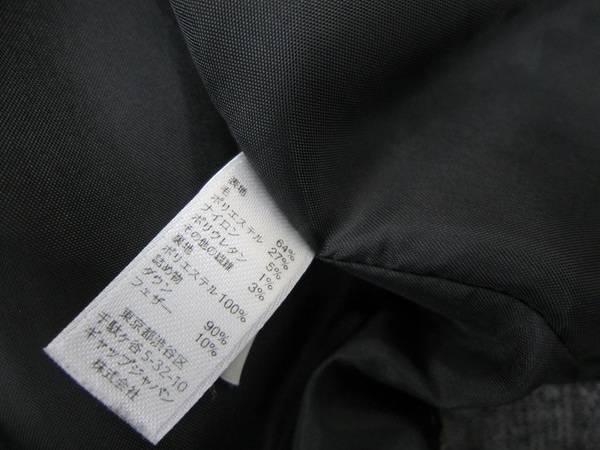 表地
毛 64%
ポリエステル 27%
ナイロン 5%
ポリウレタン 1%
その他の繊維 3%
裏地
ポリエステル100%
詰め物
ダウン 90%
フェザー 10%
東京都渋谷区
千駄ケ谷5-32-10
ギャップジャパン
株式会社